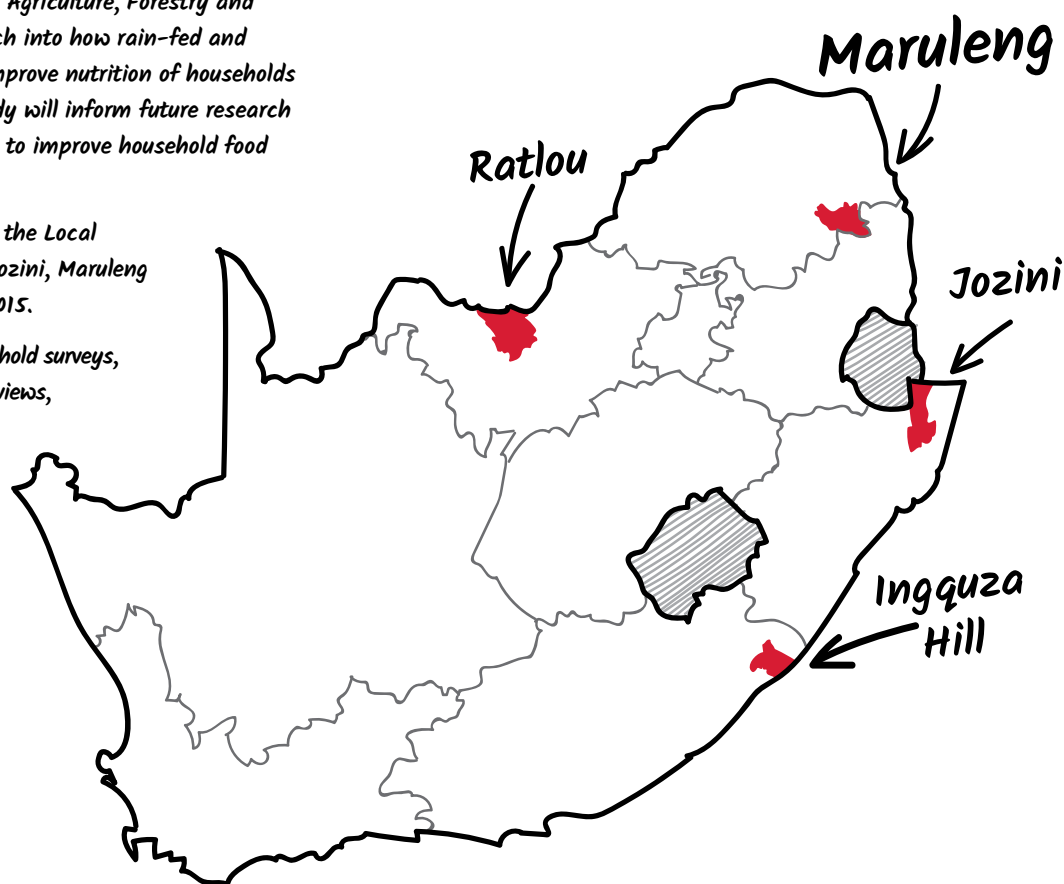 Agriculture, Forestry and
ch into how rain-fed and
mprove nutrition of households
dy will inform future research
to improve household food
the Local
ozini, Maruleng
015.
hold surveys,
views,
Maruleng
Ratlou
Jozini
Ingquza
Hill